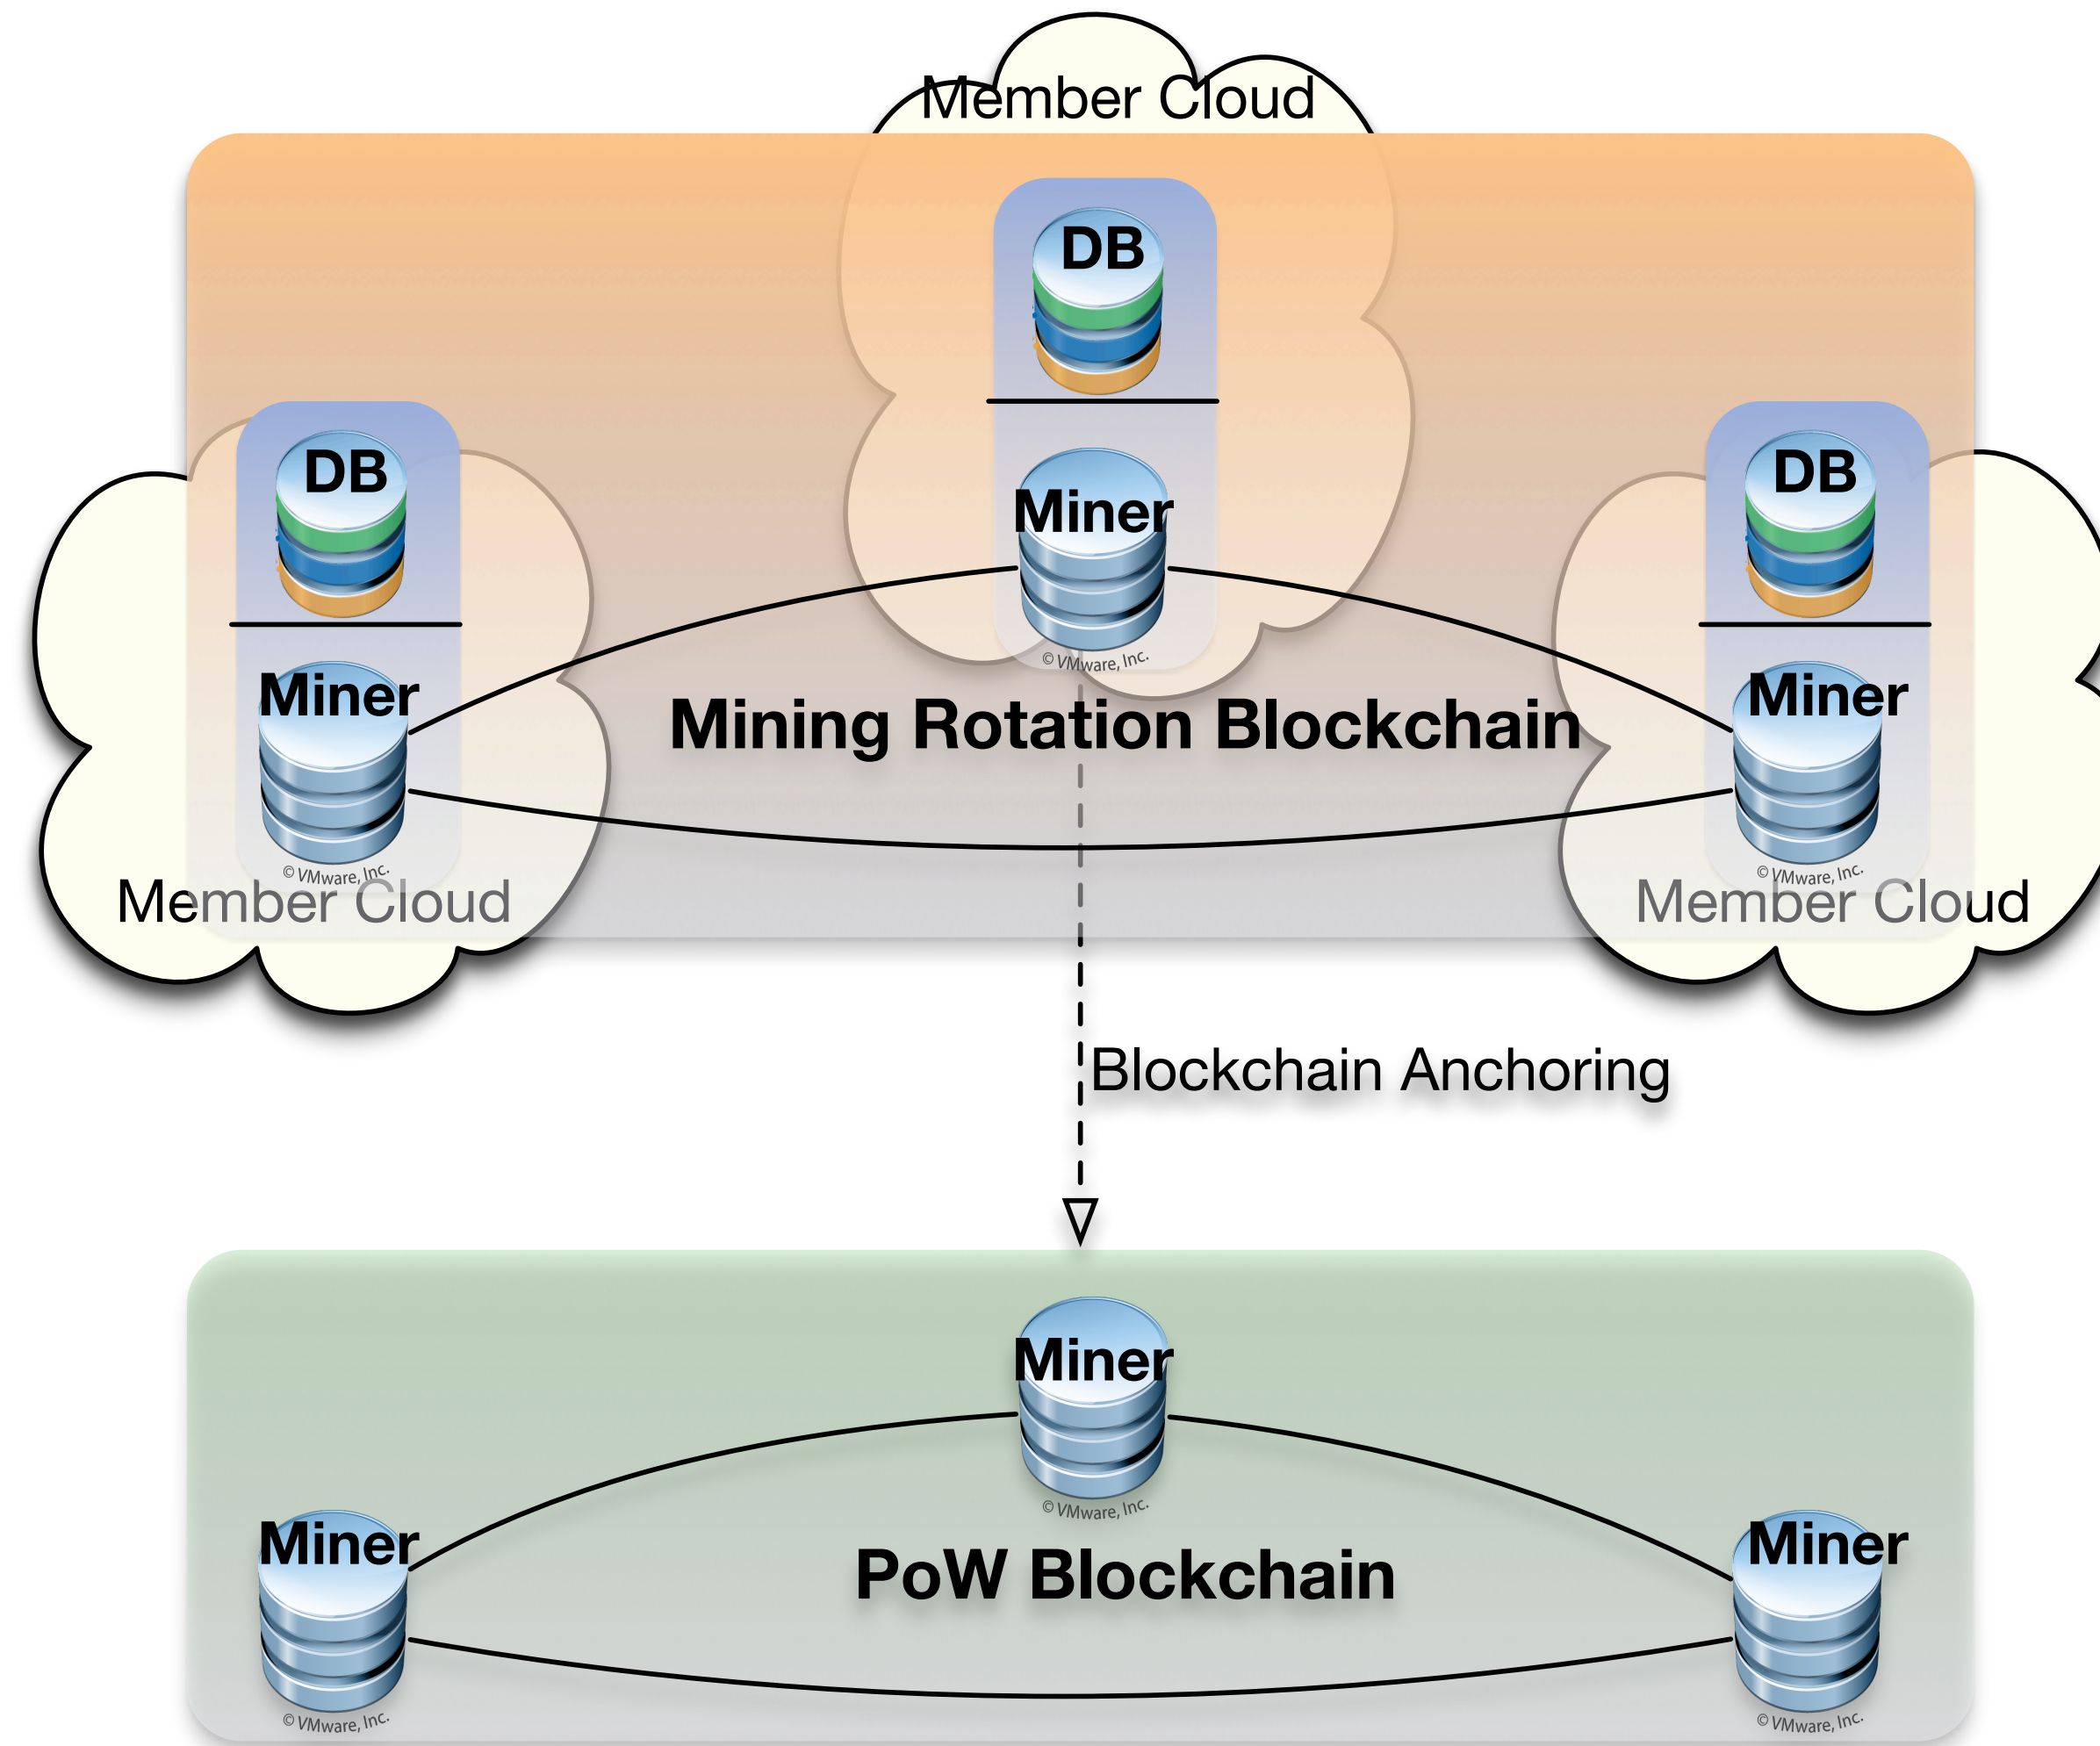 Member Cloud
DB
Miner
© VMware, Inc.
DB
Miner
© VMware, Inc.
DB
Miner
© VMware, Inc.
Mining Rotation Blockchain
Member Cloud
Member Cloud
Blockchain Anchoring
Miner
© VMware, Inc.
Miner
© VMware, Inc.
Miner
© VMware, Inc.
PoW Blockchain